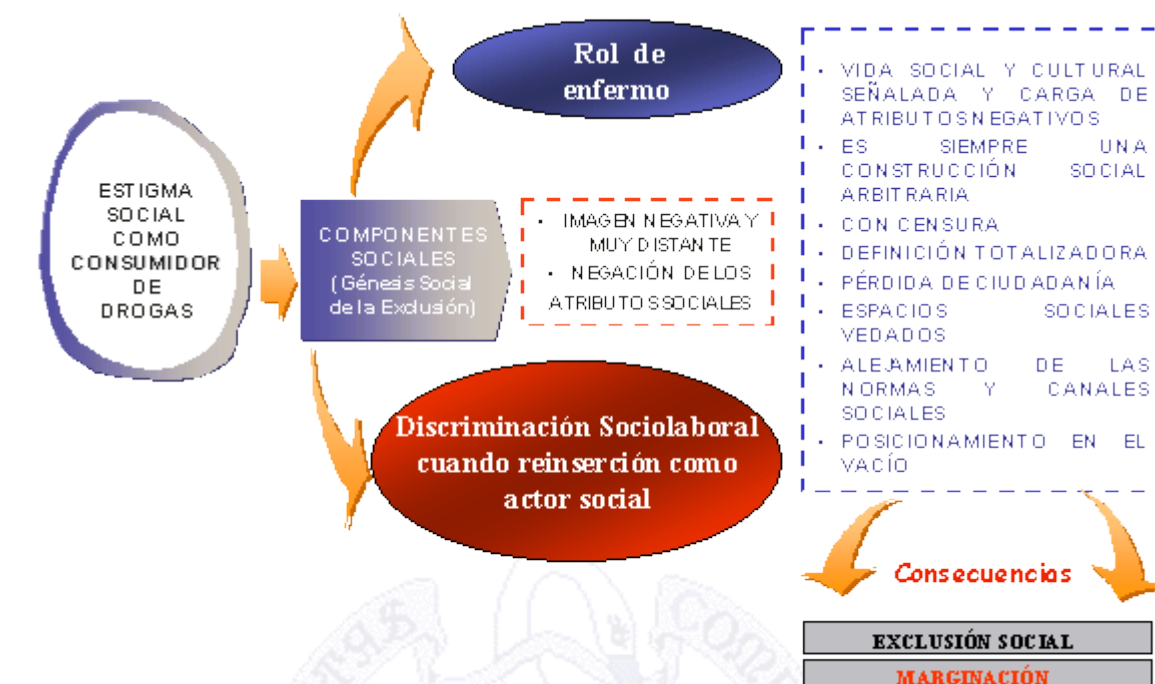 ESTIGMA
SOCIAL
COMO
CONSUMIDOR
DE
DROGAS
COMPONENTES
SOCIALES
(Génesis Social
de la Exclusión)
Rol de
enfermo
• IMAGEN NEGATIVA Y
MUY DISTANTE
• NEGACIÓN DE LOS
ATRIBUTOS SOCIALES
Discriminación Sociolaboral
cuando reinserción como
actor social
• VIDA SOCIAL Y CULTURAL
SEÑALADA Y CARGA DE
ATRIBUTOS NEGATIVOS
• ES SIEMPRE UNA
CONSTRUCCIÓN SOCIAL
ARBITRARIA
• CON CENSURA
• DEFINICIÓN TOTALIZADORA
• PÉRDIDA DE CIUDADANÍA
• ESPACIOS SOCIALES
VEDADOS
• ALEJAMIENTO DE LAS
NORMAS Y CANALES
SOCIALES
• POSICIONAMIENTO EN EL
VACÍO
Consecuencias
EXCLUSIÓN SOCIAL
MARGINACIÓN